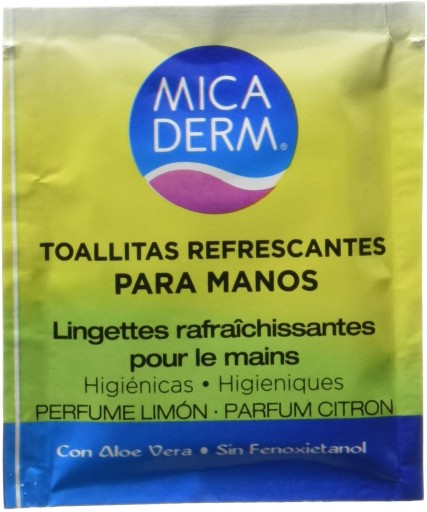 MICA
DERM®
TOALLITAS REFRESCANTES
PARA MANOS
Lingettes rafraîchissantes
pour le mains
Higiénicas • Higieniques
PERFUME LIMÓN · PARFUM CITRON
Con Aloe Vera • Sin Fenoxietanol